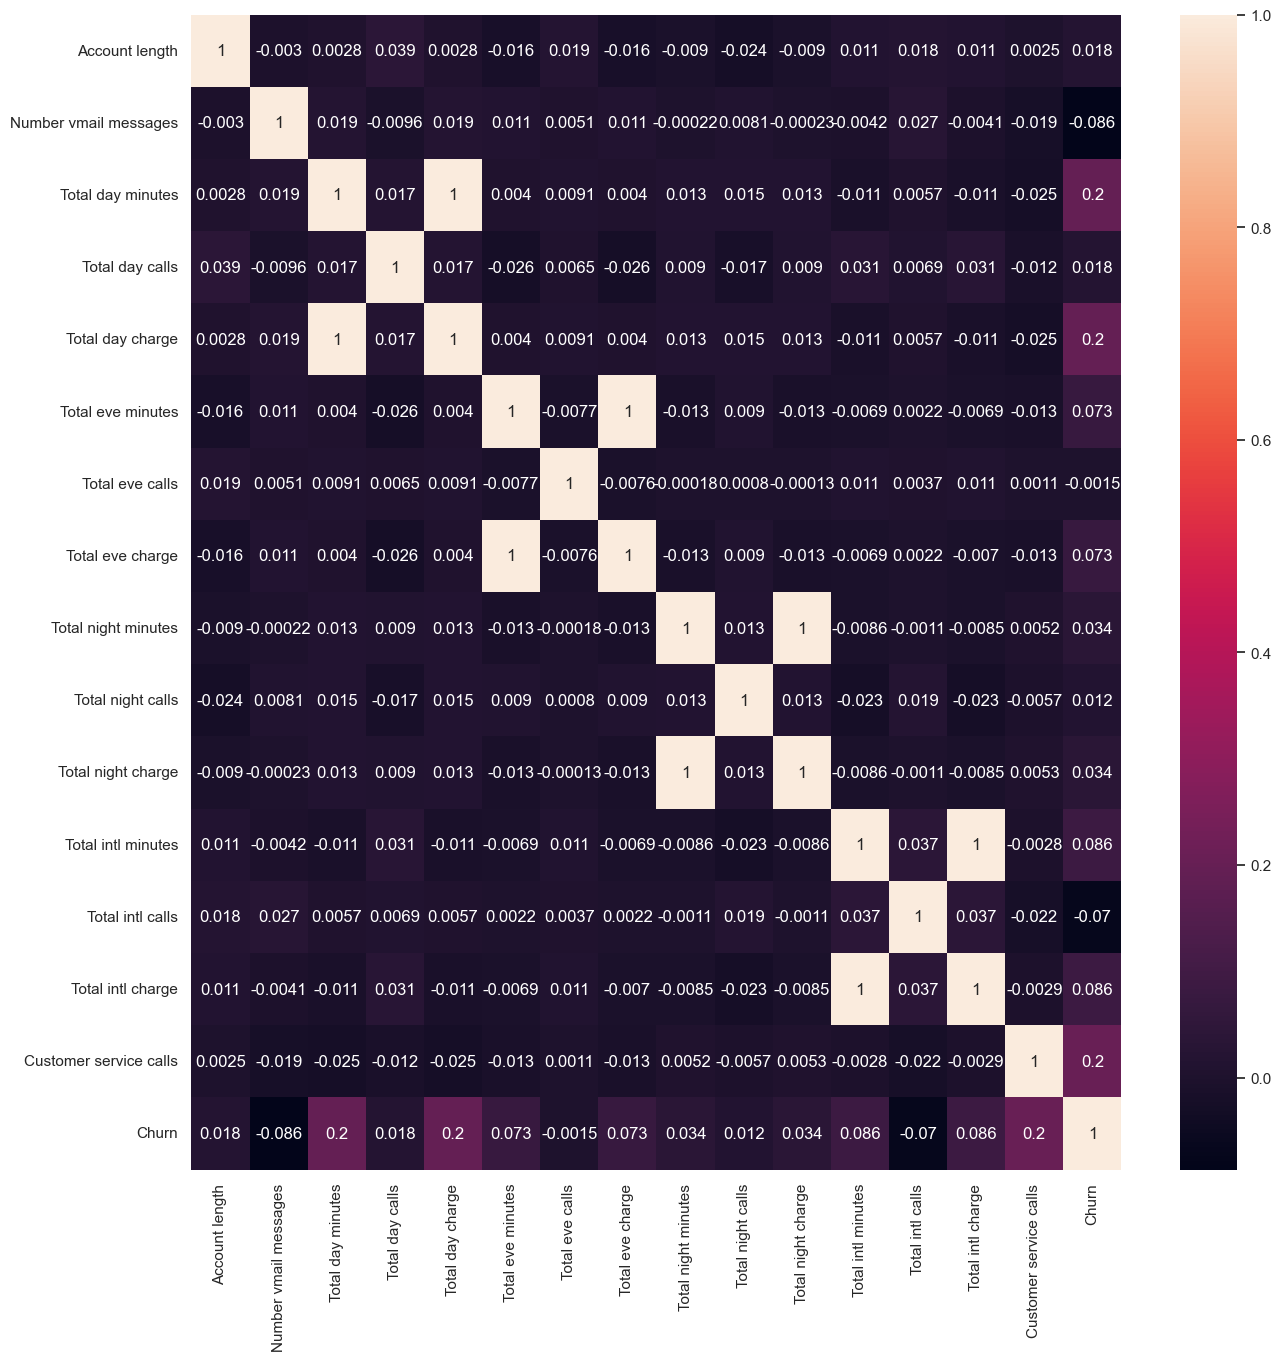 Account length 1 -0.003 0.0028 0.039 0.0028 -0.016 0.019 -0.016 -0.009 -0.024 -0.009 0.011 0.018 0.011 0.0025 0.018
Number vmail messages -0.003 1 0.019 -0.0096 0.019 0.011 0.0051 0.011 -0.00022 0.0081 -0.00023 -0.0042 0.027 -0.0041 -0.019 -0.086
Total day minutes 0.0028 0.019 1 0.017 1 0.004 0.0091 0.004 0.013 0.015 0.013 -0.011 0.0057 -0.011 -0.025 0.2
Total day calls 0.039 -0.0096 0.017 1 0.017 -0.026 0.0065 -0.026 0.009 -0.017 0.009 0.031 0.0069 0.031 -0.012 0.018
Total day charge 0.0028 0.019 1 0.017 1 0.004 0.0091 0.004 0.013 0.015 0.013 -0.011 0.0057 -0.011 -0.025 0.2
Total eve minutes -0.016 0.011 0.004 -0.026 0.004 1 -0.0077 1 -0.013 0.009 -0.013 -0.0069 0.0022 -0.0069 -0.013 0.073
Total eve calls 0.019 0.0051 0.0091 0.0065 0.0091 -0.0077 1 -0.0076 -0.00018 0.0008 -0.00013 0.011 0.0037 0.011 0.0011 -0.0015
Total eve charge -0.016 0.011 0.004 -0.026 0.004 1 -0.0076 1 -0.013 0.009 -0.013 -0.0069 0.0022 -0.007 -0.013 0.073
Total night minutes -0.009 -0.00022 0.013 0.009 0.013 -0.013 -0.00018 -0.013 1 0.013 1 -0.0086 -0.0011 -0.0085 0.0052 0.034
Total night calls -0.024 0.0081 0.015 -0.017 0.015 0.009 0.0008 0.009 0.013 1 0.013 -0.023 0.019 -0.023 -0.0057 0.012
Total night charge -0.009 -0.00023 0.013 0.009 0.013 -0.013 -0.00013 -0.013 1 0.013 1 -0.0086 -0.0011 -0.0085 0.0053 0.034
Total intl minutes 0.011 -0.0042 -0.011 0.031 -0.011 -0.0069 0.011 -0.0069 -0.0086 -0.023 -0.0086 1 0.037 1 -0.0028 0.086
Total intl calls 0.018 0.027 0.0057 0.0069 0.0057 0.0022 0.0037 0.0022 -0.0011 0.019 -0.0011 0.037 1 0.037 -0.022 -0.07
Total intl charge 0.011 -0.0041 -0.011 0.031 -0.011 -0.0069 0.011 -0.007 -0.0085 -0.023 -0.0085 1 0.037 1 -0.0029 0.086
Customer service calls 0.0025 -0.019 -0.025 -0.012 -0.025 -0.013 0.0011 -0.013 0.0052 -0.0057 0.0053 -0.0028 -0.022 -0.0029 1 0.2
Churn 0.018 -0.086 0.2 0.018 0.2 0.073 -0.0015 0.073 0.034 0.012 0.034 0.086 -0.07 0.086 0.2 1
Account length
Number vmail messages
Total day minutes
Total day calls
Total day charge
Total eve minutes
Total eve calls
Total eve charge
Total night minutes
Total night calls
Total night charge
Total intl minutes
Total intl calls
Total intl charge
Customer service calls
Churn
1.0
0.8
0.6
0.4
0.2
0.0